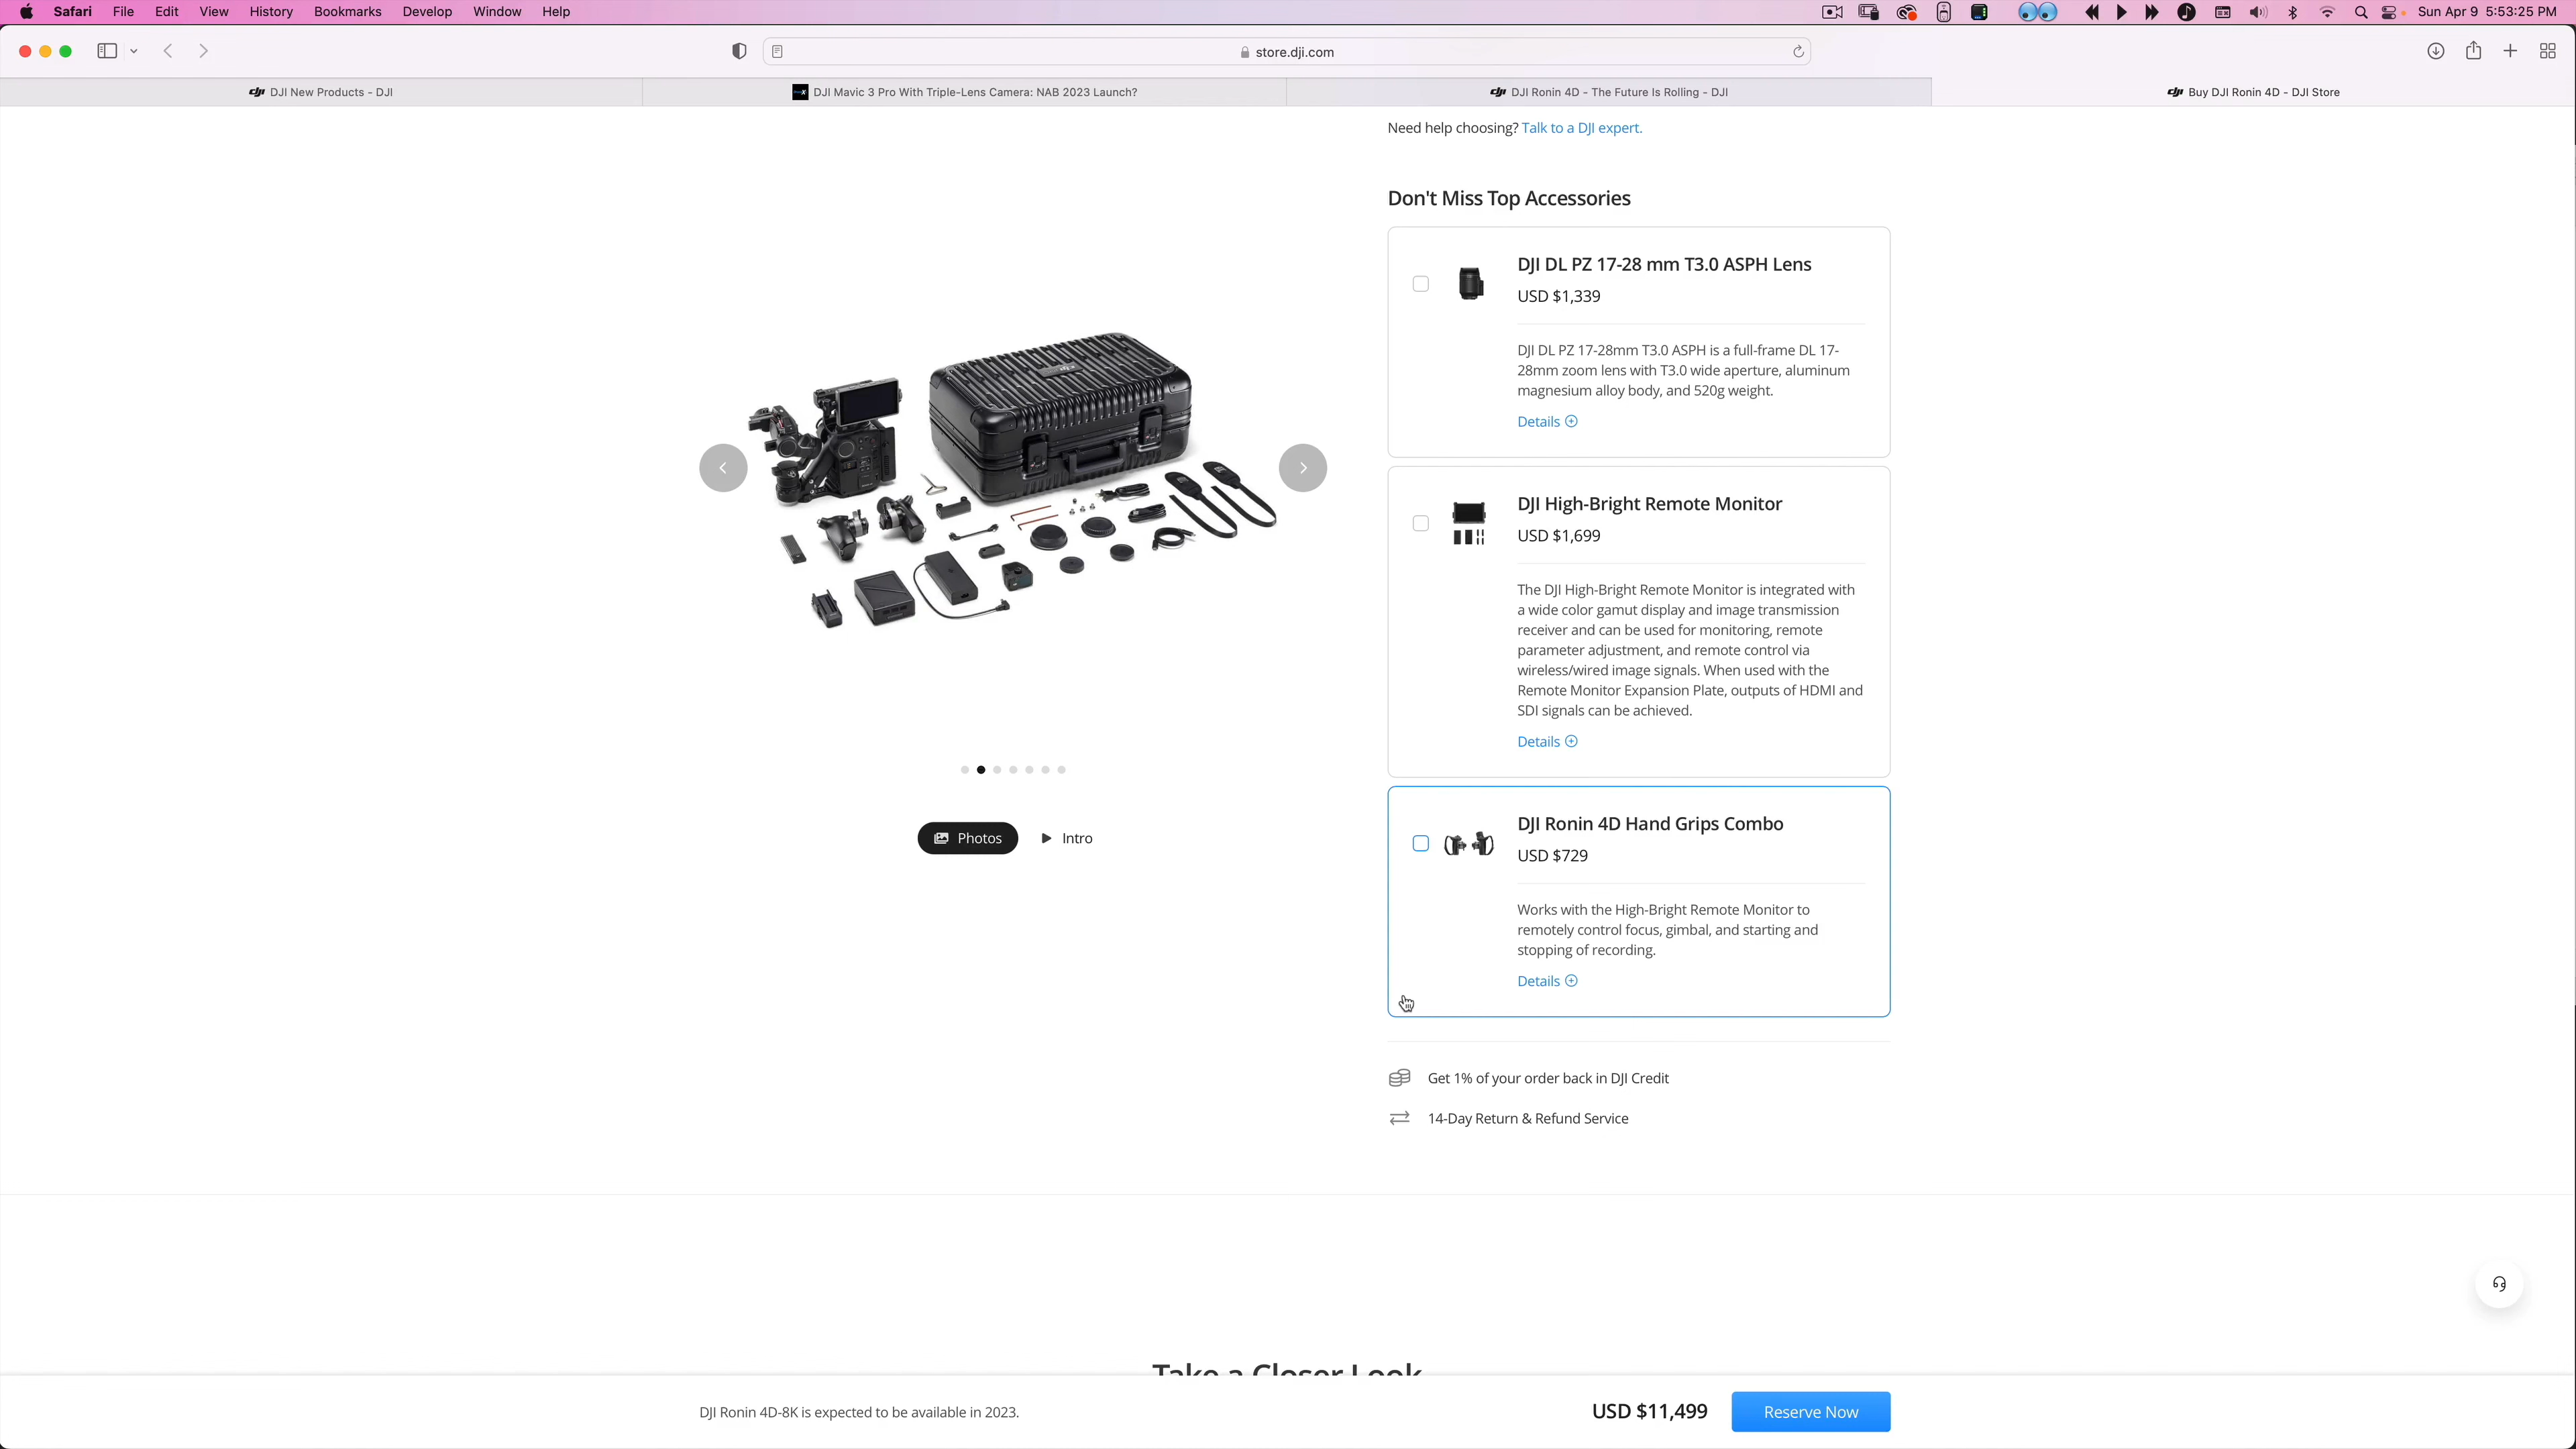 Safari File Edit View History Bookmarks Develop Window Help Sun Apr 9 5:53:25 PM
store.dji.com
DJI New Products - DJI
DJI Mavic 3 Pro With Triple-Lens Camera: NAB 2023 Launch?
DJI Ronin 4D - The Future Is Rolling - DJI
Buy DJI Ronin 4D - DJI Store
Need help choosing? Talk to a DJI expert.
Don't Miss Top Accessories
DJI DL PZ 17-28 mm T3.0 ASPH Lens
USD $1,339
DJI DL PZ 17-28mm T3.0 ASPH is a full-frame DL 17-
28mm zoom lens with T3.0 wide aperture, aluminum
magnesium alloy body, and 520g weight.
Details
DJI High-Bright Remote Monitor
USD $1,699
The DJI High-Bright Remote Monitor is integrated with
a wide color gamut display and image transmission
receiver and can be used for monitoring, remote
parameter adjustment, and remote control via
wireless/wired image signals. When used with the
Remote Monitor Expansion Plate, outputs of HDMI and
SDI signals can be achieved.
Details
Photos
Intro
DJI Ronin 4D Hand Grips Combo
USD $729
Works with the High-Bright Remote Monitor to
remotely control focus, gimbal, and starting and
stopping of recording.
Details
Get 1% of your order back in DJI Credit
14-Day Return & Refund Service
Take a Closer Look
DJI Ronin 4D-8K is expected to be available in 2023.
USD $11,499
Reserve Now